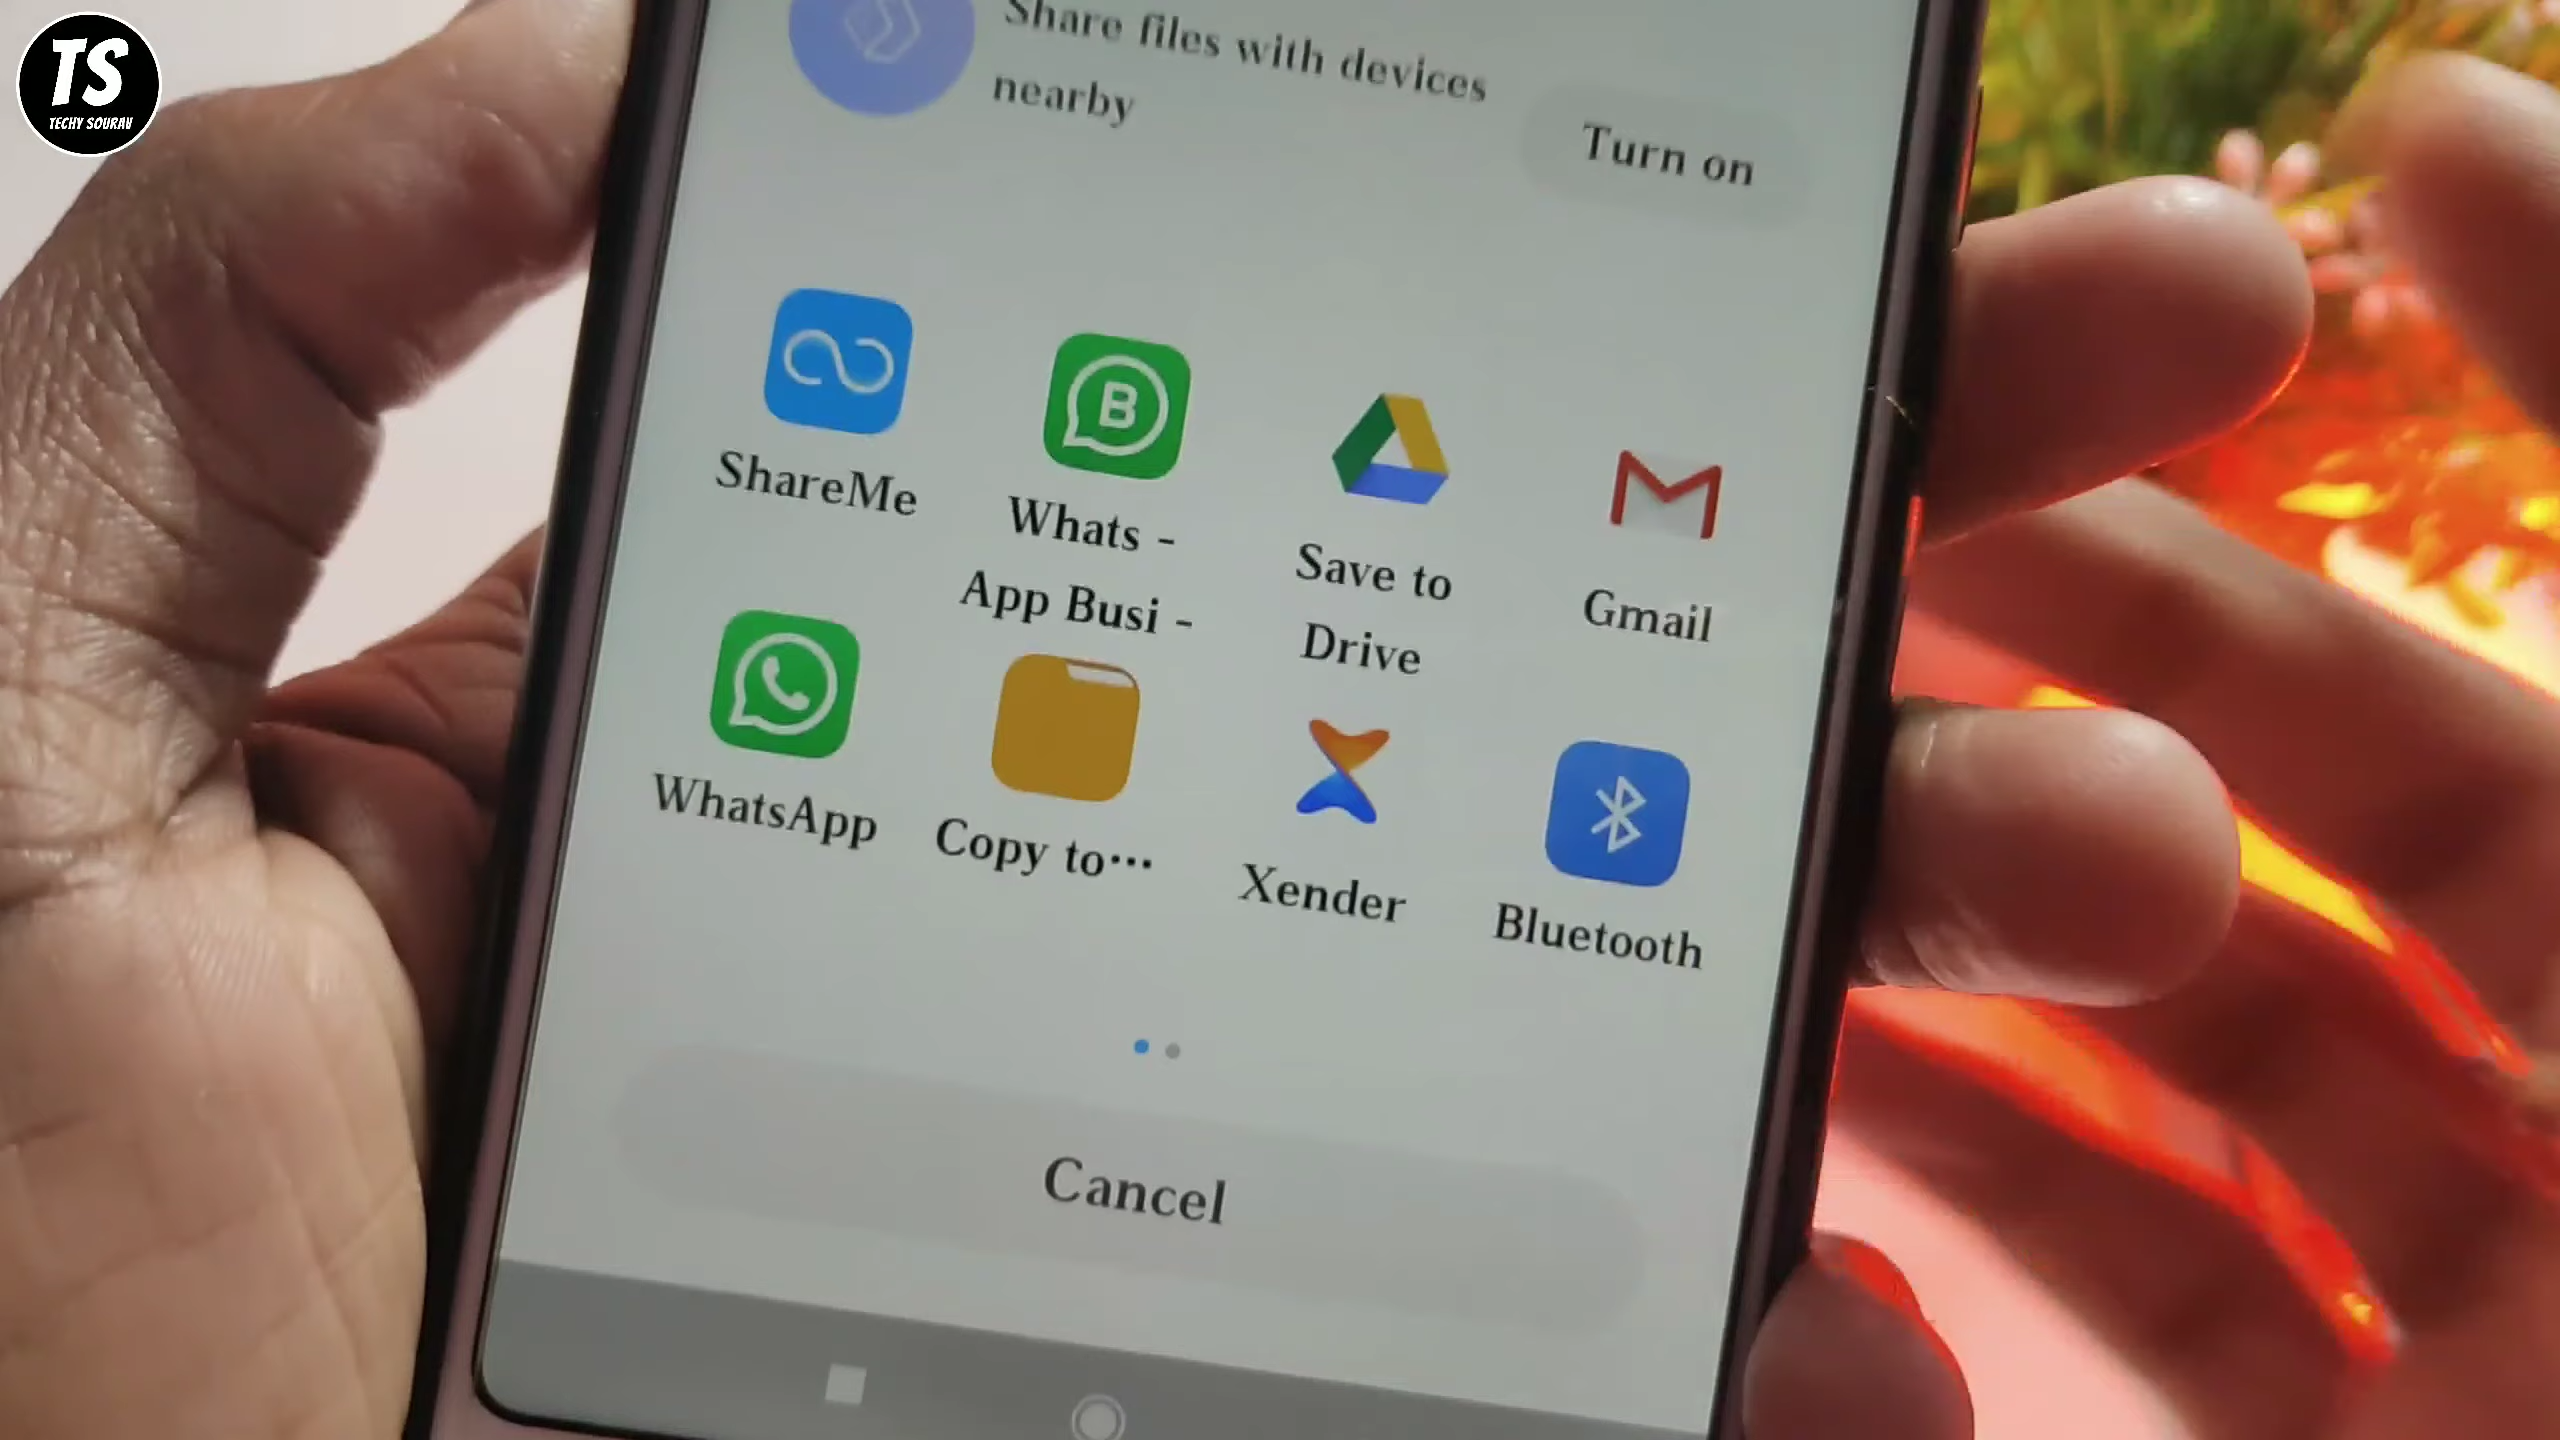 TS
TECHY SOURAV
Share files with devices
nearby
Turn on
ShareMe
Whats -
App Busi -
Save to
Drive
Gmail
WhatsApp
Copy to···
Xender
Bluetooth
Cancel